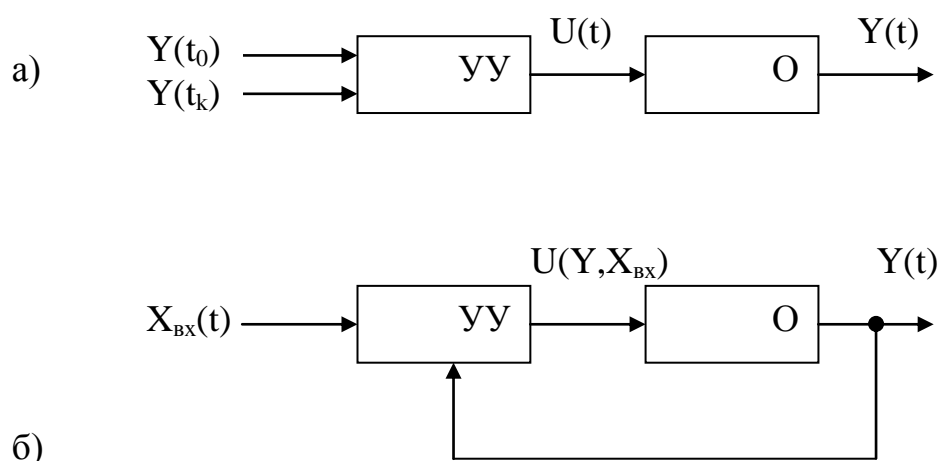 U(t) Y(t)
а) Y(t₀) УУ О
Y(tₖ)
U(Y,Xвх) Y(t)
Xвх(t) УУ О
б)